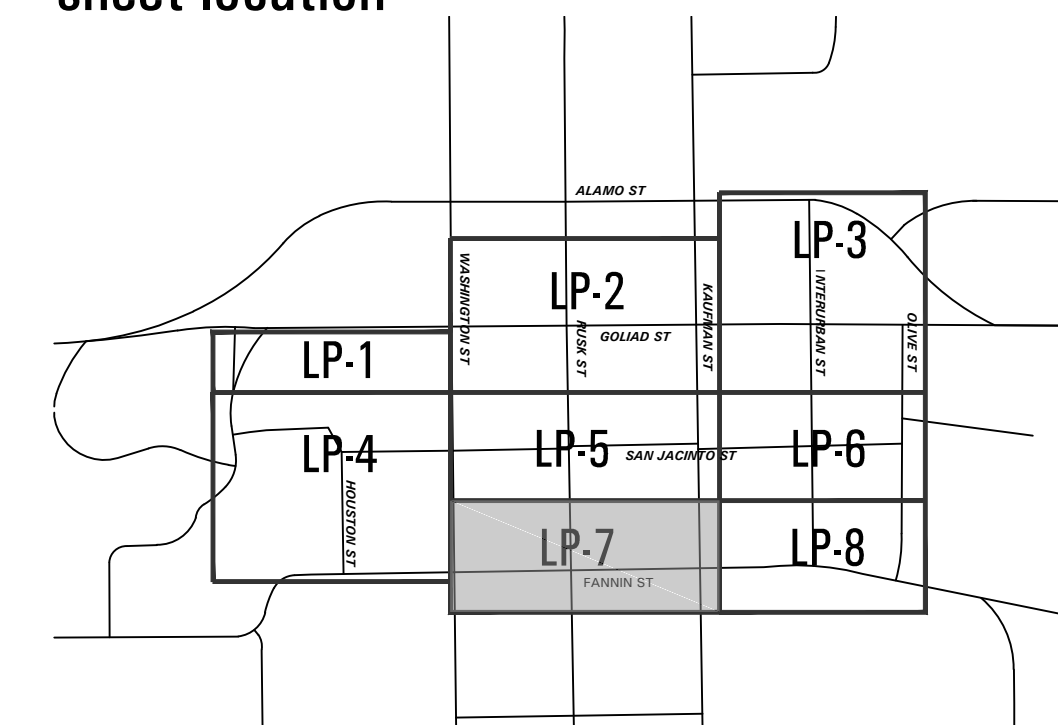 sheet location
ALAMO ST
LP-3
WASHINGTON ST
LP-2
KAUFMAN ST
INTERURBAN ST
OLIVE ST
RUSK ST
GOLIAD ST
LP-1
LP-4
LP-5
SAN JACINTO ST
LP-6
HOUSTON ST
LP-7
LP-8
FANNIN ST